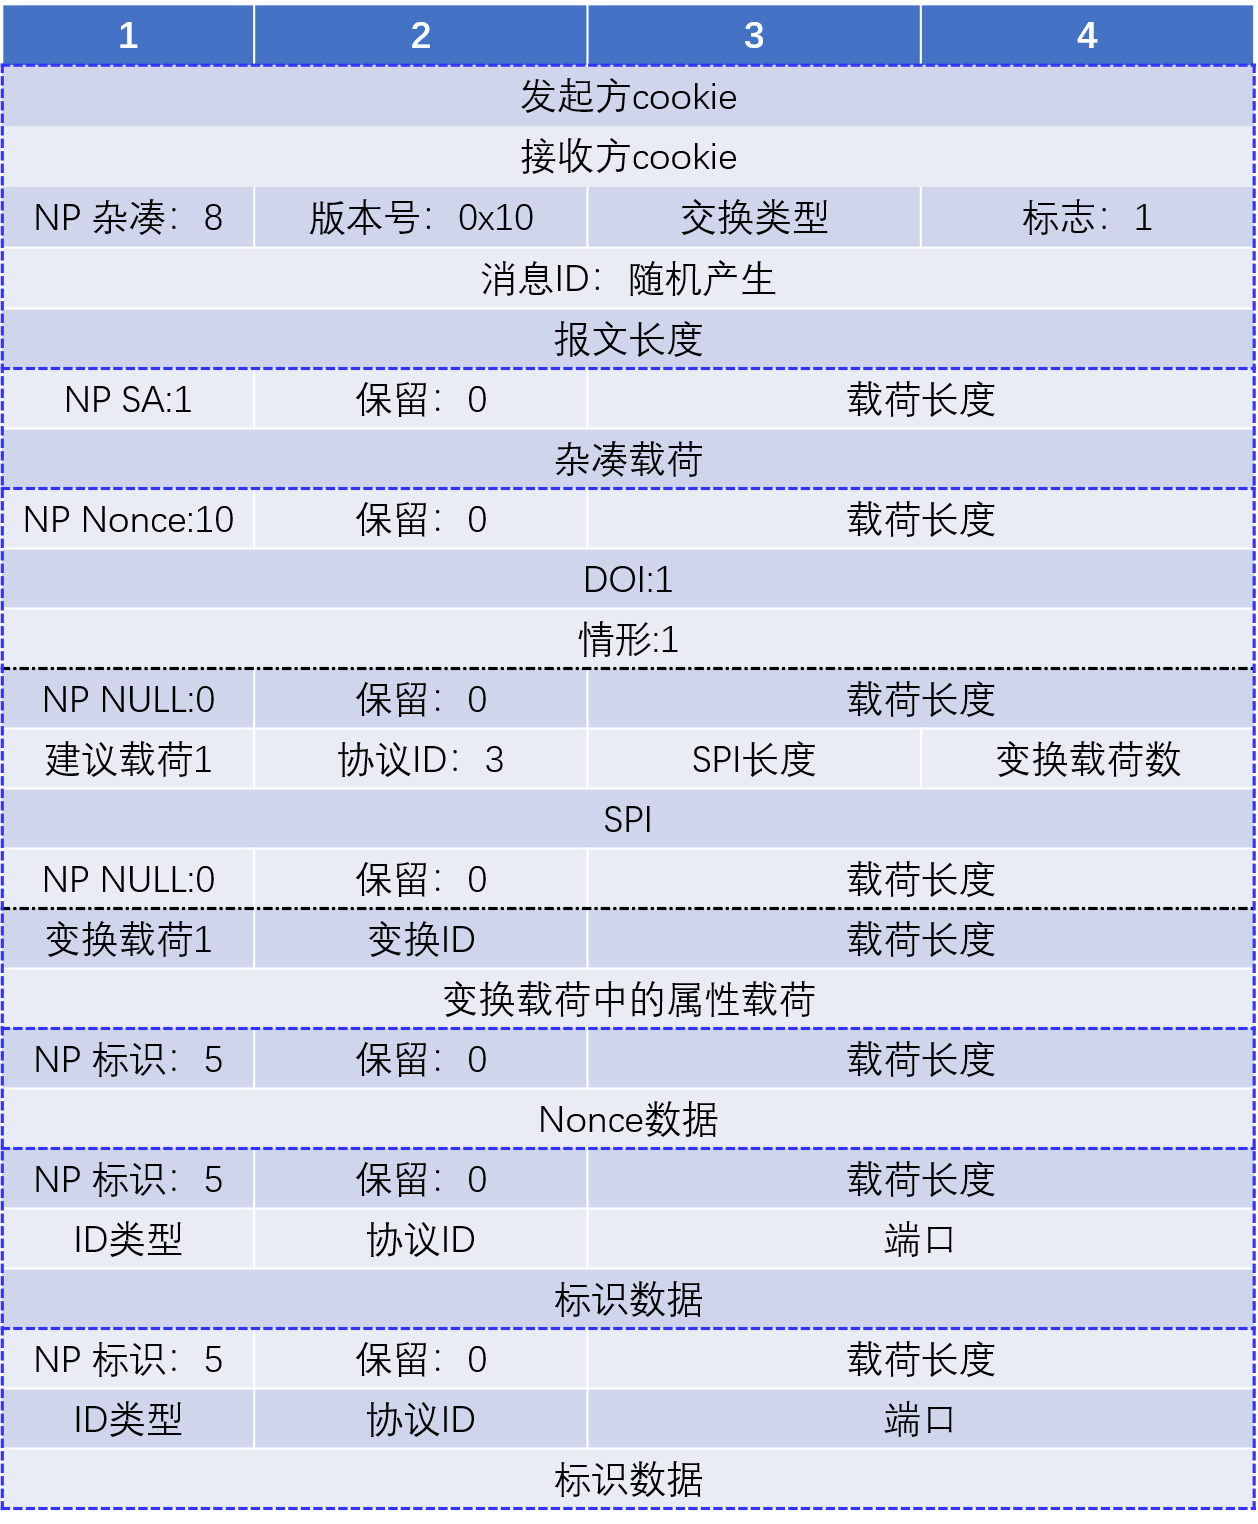 1 2 3 4
发起方cookie
接收方cookie
NP 杂凑：8 版本号：0x10 交换类型 标志：1
消息ID：随机产生
报文长度
NP SA:1 保留：0 载荷长度
杂凑载荷
NP Nonce:10 保留：0 载荷长度
DOI:1
情形:1
NP NULL:0 保留：0 载荷长度
建议载荷1 协议ID：3 SPI长度 变换载荷数
SPI
NP NULL:0 保留：0 载荷长度
变换载荷1 变换ID 载荷长度
变换载荷中的属性载荷
NP 标识：5 保留：0 载荷长度
Nonce数据
NP 标识：5 保留：0 载荷长度
ID类型 协议ID 端口
标识数据
NP 标识：5 保留：0 载荷长度
ID类型 协议ID 端口
标识数据